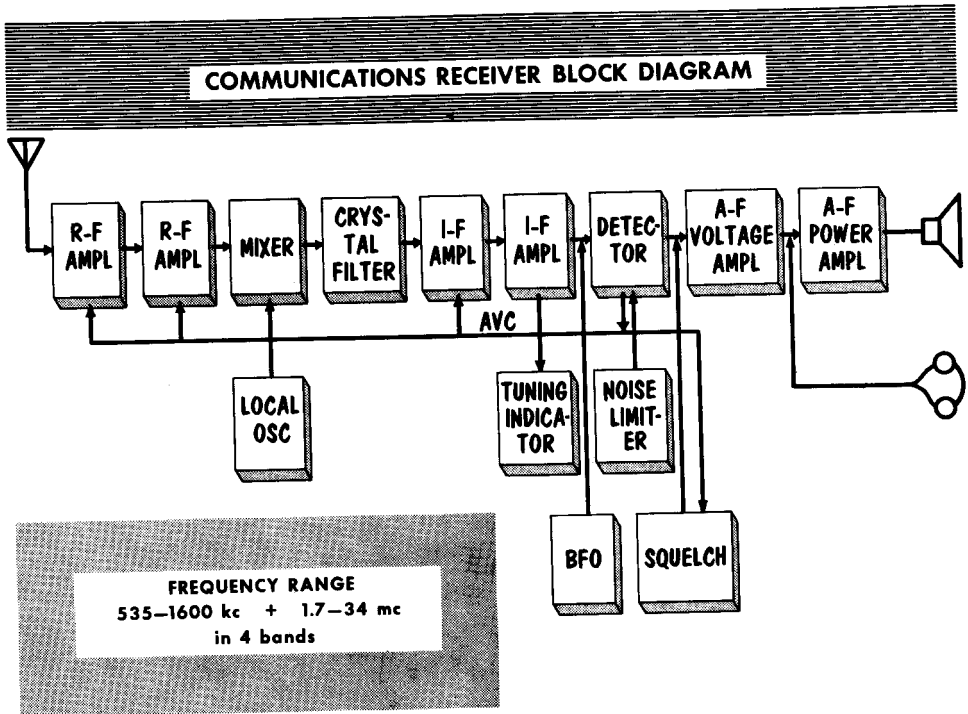 COMMUNICATIONS RECEIVER BLOCK DIAGRAM
R-F
AMPL
R-F
AMPL
MIXER
CRYS-
TAL
FILTER
I-F
AMPL
I-F
AMPL
DETEC-
TOR
A-F
VOLTAGE
AMPL
A-F
POWER
AMPL
AVC
LOCAL
OSC
TUNING
INDICA-
TOR
NOISE
LIMIT-
ER
BFO
SQUELCH
FREQUENCY RANGE
535–1600 kc + 1.7–34 mc
in 4 bands